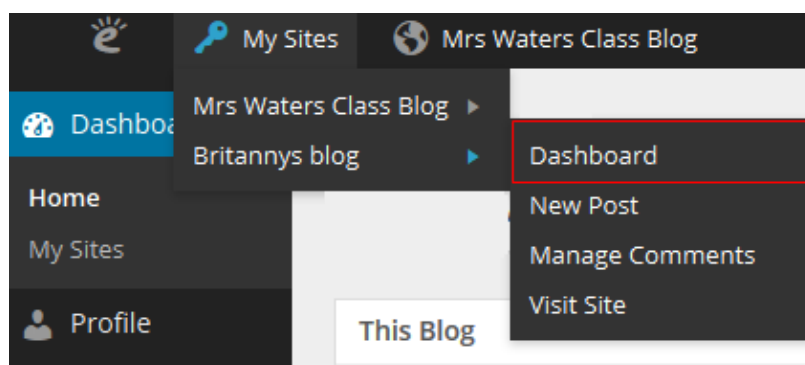 My Sites
Mrs Waters Class Blog
Mrs Waters Class Blog
Britannys blog
Dashboard
New Post
Manage Comments
Visit Site
Home
My Sites
Profile
This Blog